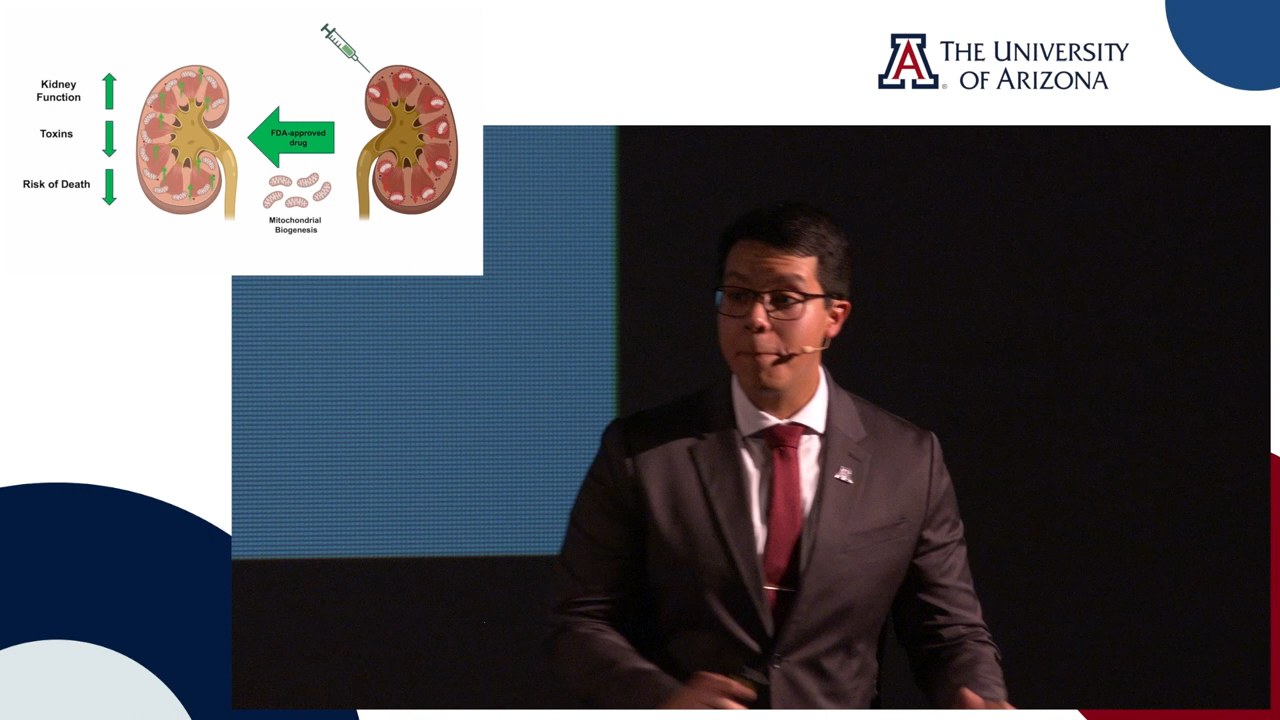 Kidney
Function
Toxins
Risk of Death
FDA-approved
drug
Mitochondrial
Biogenesis
A
THE UNIVERSITY
OF ARIZONA